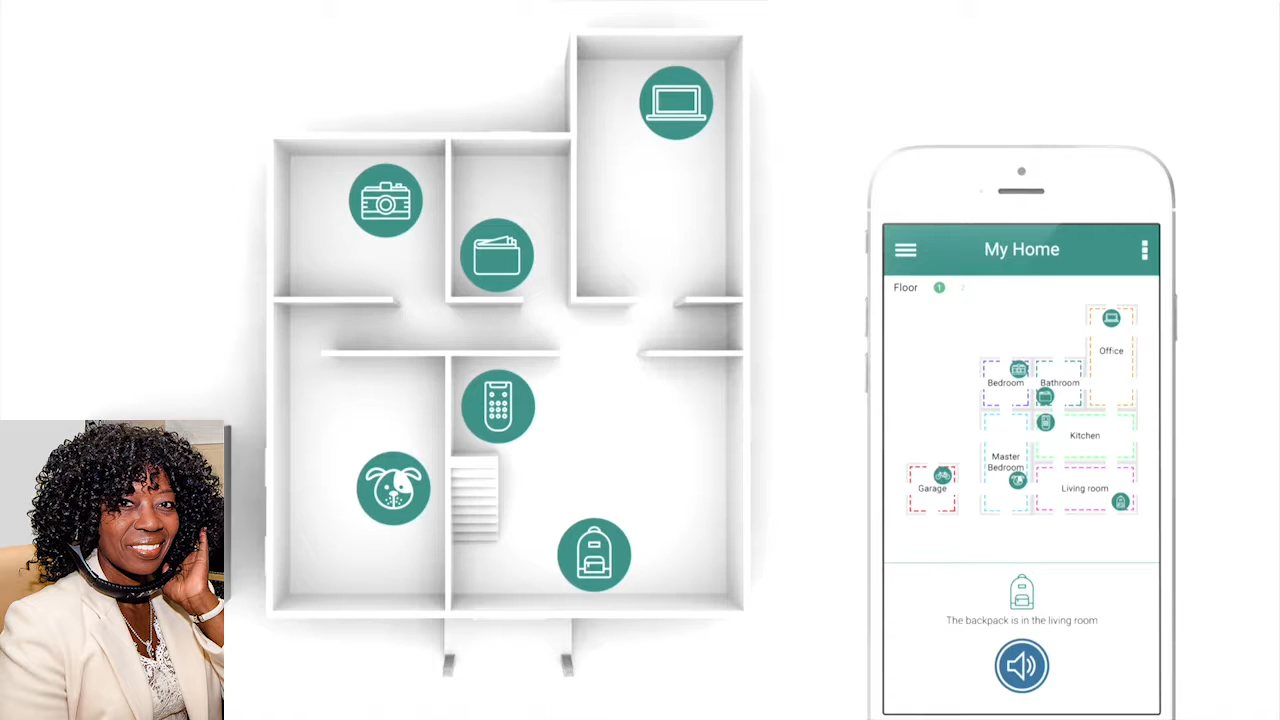 My Home
Floor 1 2
Office
Bedroom
Bathroom
Kitchen
Master
Bedroom
Garage
Living room
The backpack is in the living room